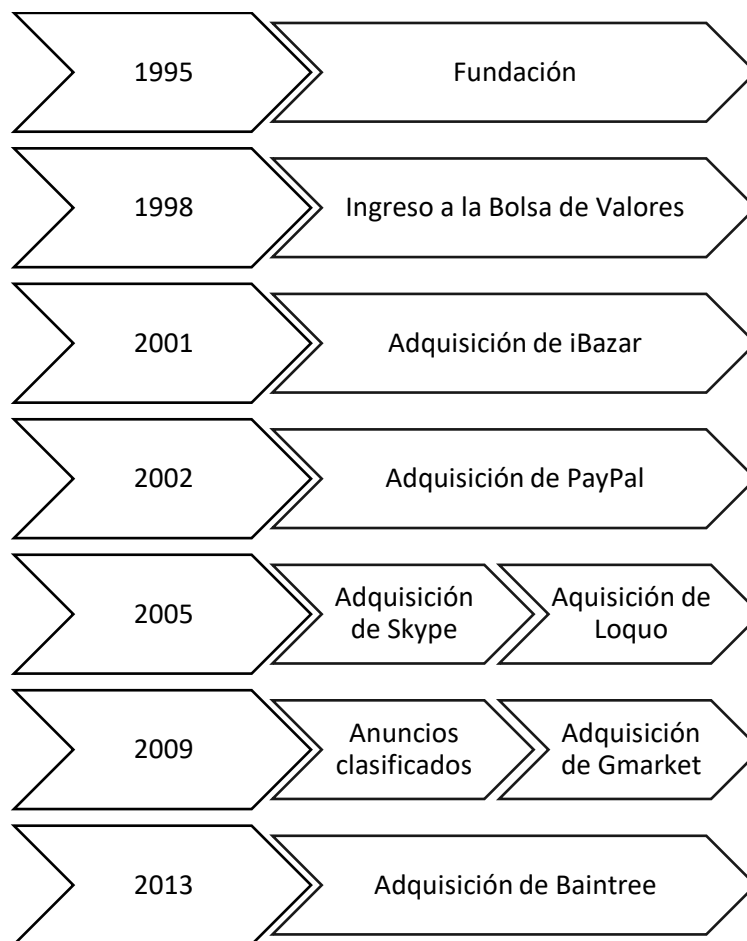 1995
Fundación
1998
Ingreso a la Bolsa de Valores
2001
Adquisición de iBazar
2002
Adquisición de PayPal
2005
Adquisición
de Skype
Aquisición de
Loquo
2009
Anuncios
clasificados
Adquisición
de Gmarket
2013
Adquisición de Baintree